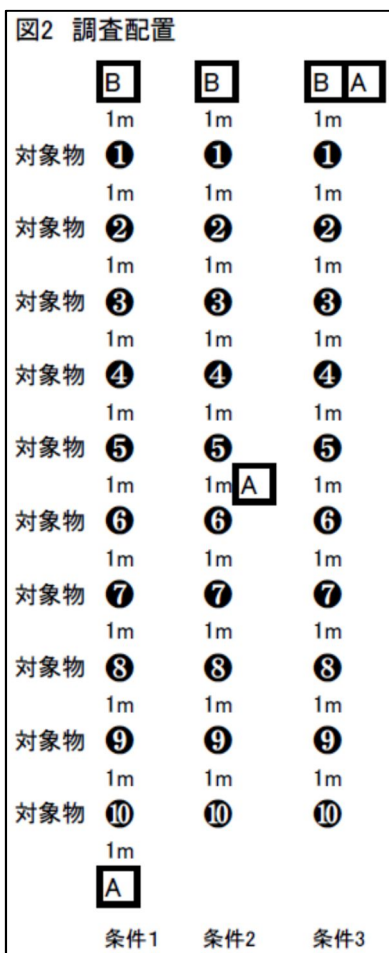 図2 調査配置
B B B A
1m 1m 1m
対象物 ❶ ❶ ❶
1m 1m 1m
対象物 ❷ ❷ ❷
1m 1m 1m
対象物 ❸ ❸ ❸
1m 1m 1m
対象物 ❹ ❹ ❹
1m 1m 1m
対象物 ❺ ❺ ❺
1m 1m A 1m
対象物 ❻ ❻ ❻
1m 1m 1m
対象物 ❼ ❼ ❼
1m 1m 1m
対象物 ❽ ❽ ❽
1m 1m 1m
対象物 ❾ ❾ ❾
1m 1m 1m
対象物 ❿ ❿ ❿
1m
A
条件1 条件2 条件3